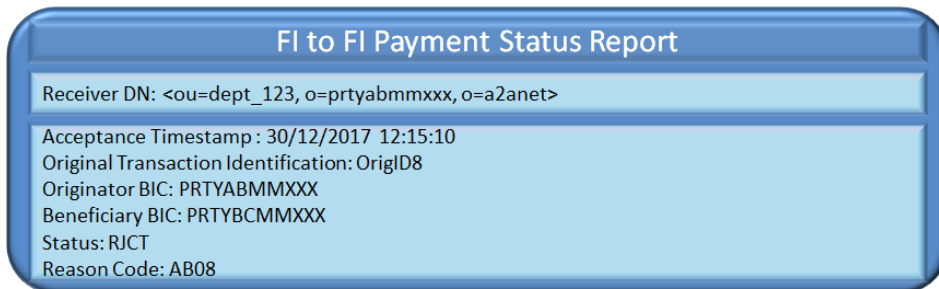 FI to FI Payment Status Report
Receiver DN: <ou=dept_123, o=prtyabmmxxx, o=a2anet>
Acceptance Timestamp : 30/12/2017 12:15:10
Original Transaction Identification: OrigID8
Originator BIC: PRTYABMMXXX
Beneficiary BIC: PRTYBCMMXXX
Status: RJCT
Reason Code: AB08